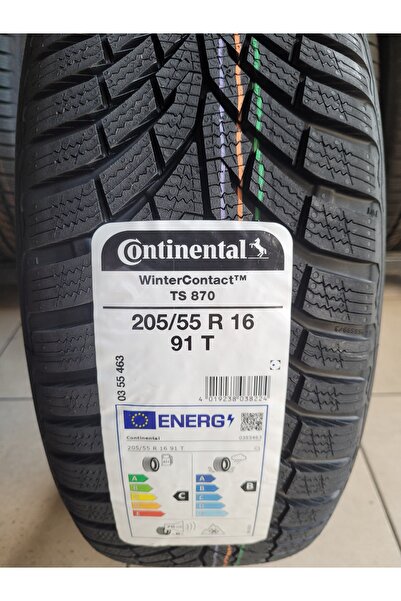 Continental
WinterContact™
TS 870
205/55 R 16
91 T
03 55 463
4 019238 038224
ENERG
Continental
0355463
205/55 R 16 91 T
C1
A
B
C
D
E
C
A
B
C
D
E
B